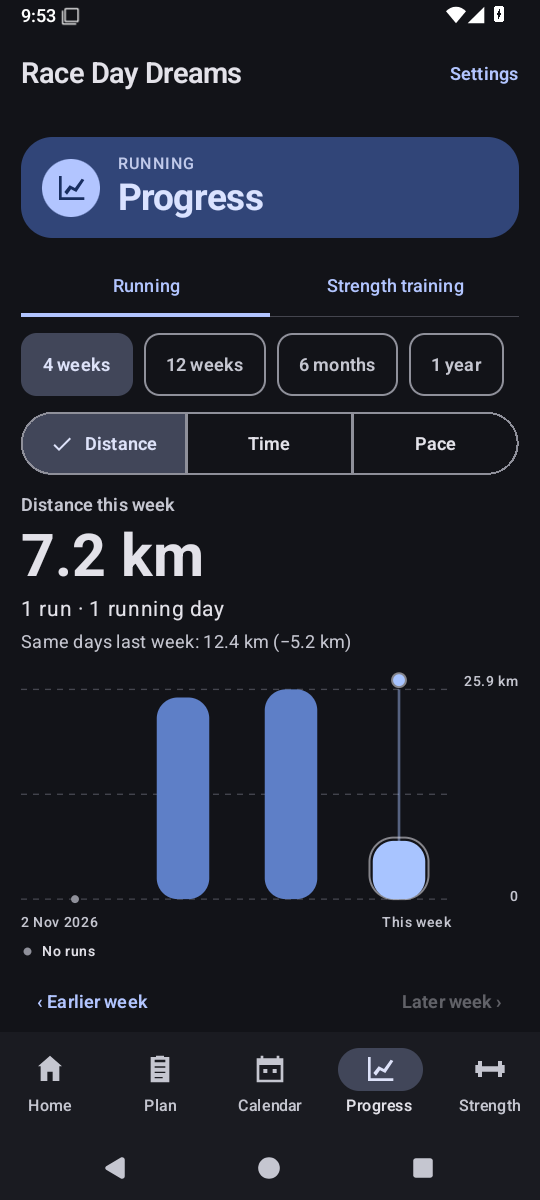 9:53
Race Day Dreams
Settings
RUNNING
Progress
Running
Strength training
4 weeks
12 weeks
6 months
1 year
Distance
Time
Pace
Distance this week
7.2 km
1 run · 1 running day
Same days last week: 12.4 km (−5.2 km)
25.9 km
0
2 Nov 2026
This week
No runs
‹ Earlier week
Later week ›
Home
Plan
Calendar
Progress
Strength